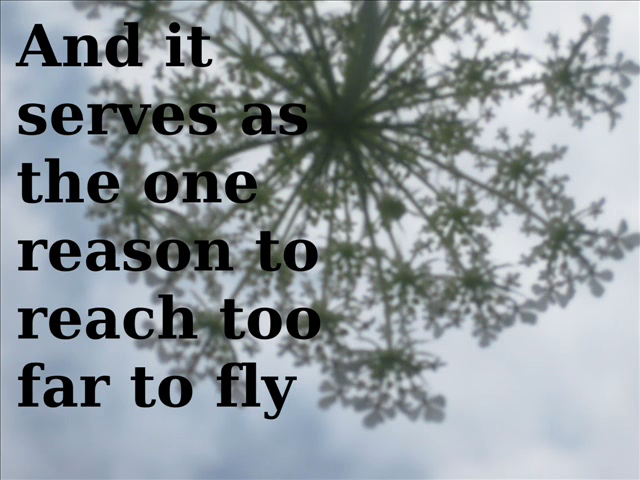 And it
serves as
the one
reason to
reach too
far to fly